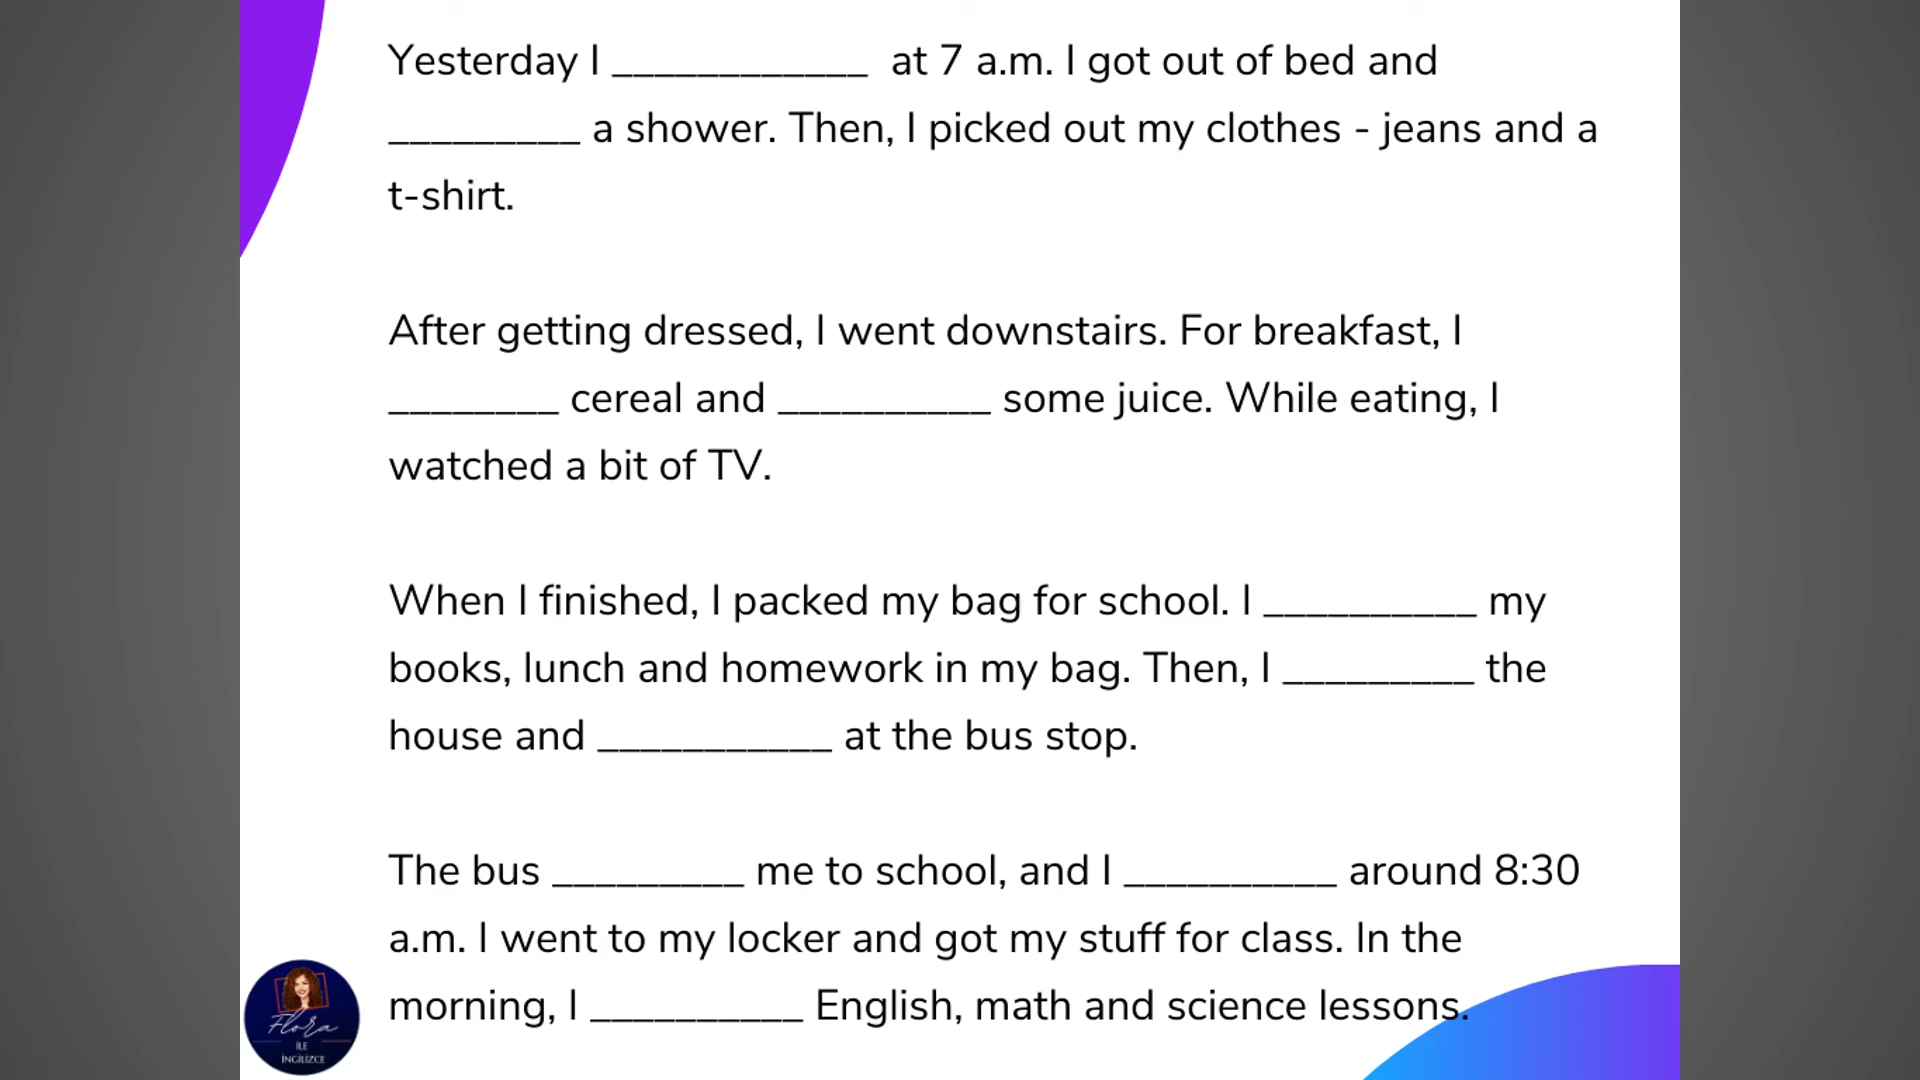 Yesterday I ____________ at 7 a.m. I got out of bed and
_________ a shower. Then, I picked out my clothes - jeans and a
t-shirt.
After getting dressed, I went downstairs. For breakfast, I
________ cereal and __________ some juice. While eating, I
watched a bit of TV.
When I finished, I packed my bag for school. I __________ my
books, lunch and homework in my bag. Then, I _________ the
house and ___________ at the bus stop.
The bus _________ me to school, and I __________ around 8:30
a.m. I went to my locker and got my stuff for class. In the
morning, I __________ English, math and science lessons.
Flora
İLE
İNGİLİZCE